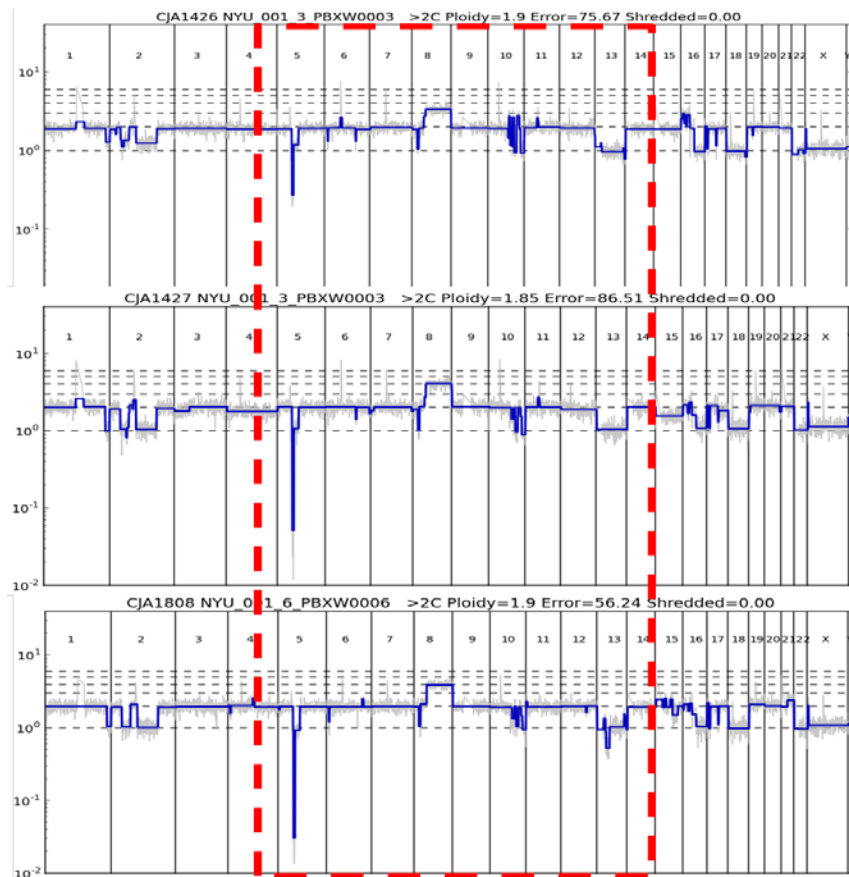 CJA1426 NYU_001_3_PBXW0003 >2C Ploidy=1.9 Error=75.67 Shredded=0.00
1 2 3 4 5 6 7 8 9 10 11 12 13 14 15 16 17 18 19 20 21 22 X Y
10¹
10⁰
10⁻¹
CJA1427 NYU_001_3_PBXW0003 >2C Ploidy=1.85 Error=86.51 Shredded=0.00
1 2 3 4 5 6 7 8 9 10 11 12 13 14 15 16 17 18 19 20 21 22 X
10¹
10⁰
10⁻¹
10⁻²
CJA1808 NYU_001_6_PBXW0006 >2C Ploidy=1.9 Error=56.24 Shredded=0.00
1 2 3 4 5 6 7 8 9 10 11 12 13 14 15 16 17 18 19 20 21 22 X
10¹
10⁰
10⁻¹
10⁻²